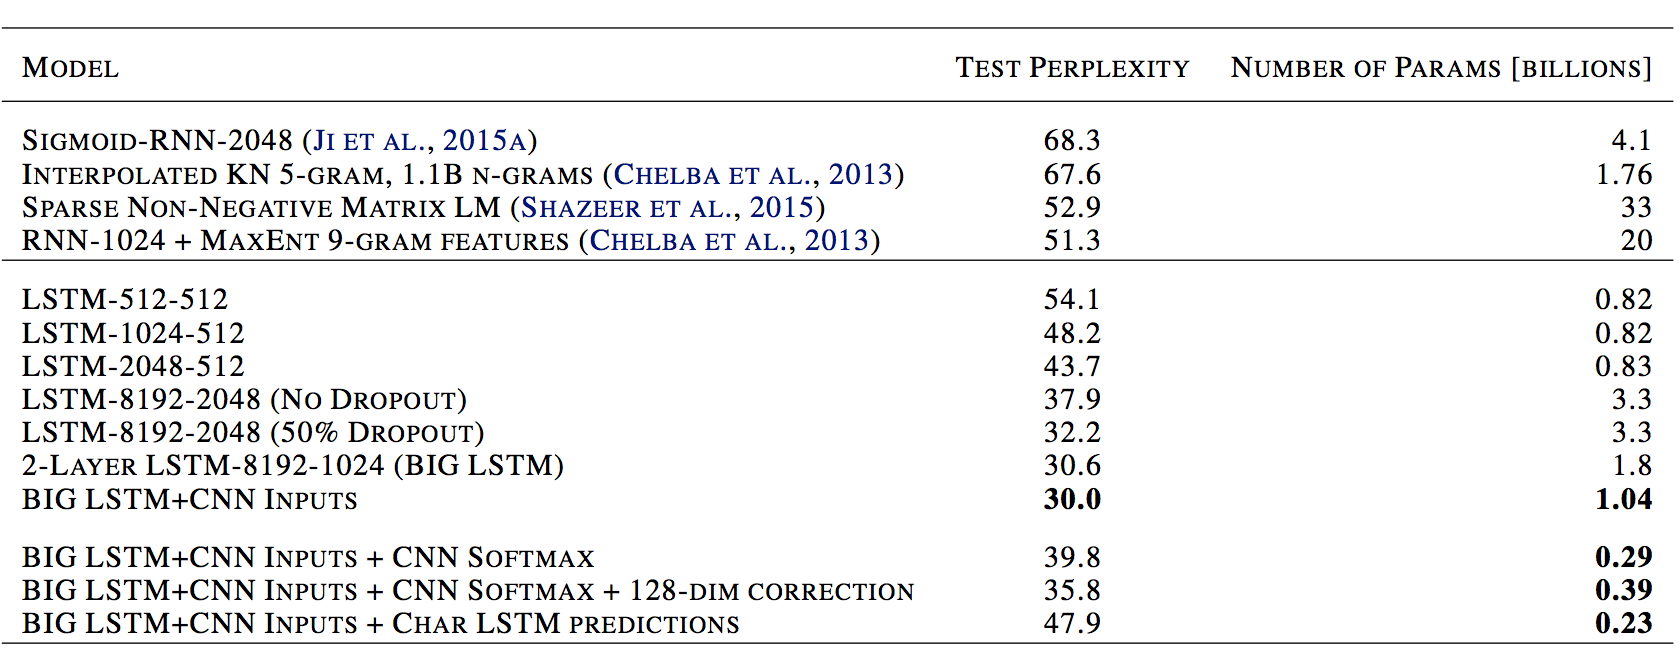 MODEL TEST PERPLEXITY NUMBER OF PARAMS [BILLIONS]
SIGMOID-RNN-2048 (JI ET AL., 2015A) 68.3 4.1
INTERPOLATED KN 5-GRAM, 1.1B N-GRAMS (CHELBA ET AL., 2013) 67.6 1.76
SPARSE NON-NEGATIVE MATRIX LM (SHAZEER ET AL., 2015) 52.9 33
RNN-1024 + MAXENT 9-GRAM FEATURES (CHELBA ET AL., 2013) 51.3 20
LSTM-512-512 54.1 0.82
LSTM-1024-512 48.2 0.82
LSTM-2048-512 43.7 0.83
LSTM-8192-2048 (NO DROPOUT) 37.9 3.3
LSTM-8192-2048 (50% DROPOUT) 32.2 3.3
2-LAYER LSTM-8192-1024 (BIG LSTM) 30.6 1.8
BIG LSTM+CNN INPUTS 30.0 1.04
BIG LSTM+CNN INPUTS + CNN SOFTMAX 39.8 0.29
BIG LSTM+CNN INPUTS + CNN SOFTMAX + 128-DIM CORRECTION 35.8 0.39
BIG LSTM+CNN INPUTS + CHAR LSTM PREDICTIONS 47.9 0.23